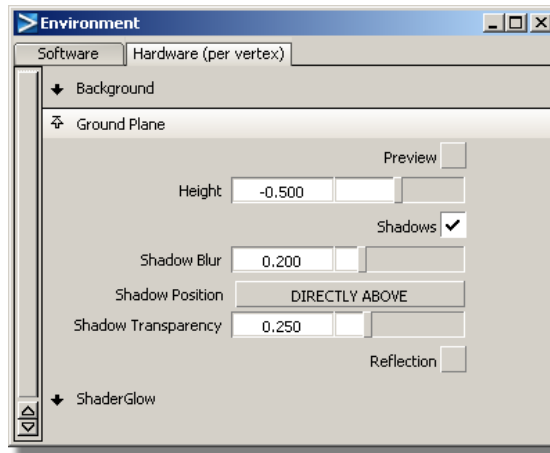 Environment
Software Hardware (per vertex)
Background
Ground Plane
Preview
Height -0.500
Shadows
Shadow Blur 0.200
Shadow Position DIRECTLY ABOVE
Shadow Transparency 0.250
Reflection
ShaderGlow